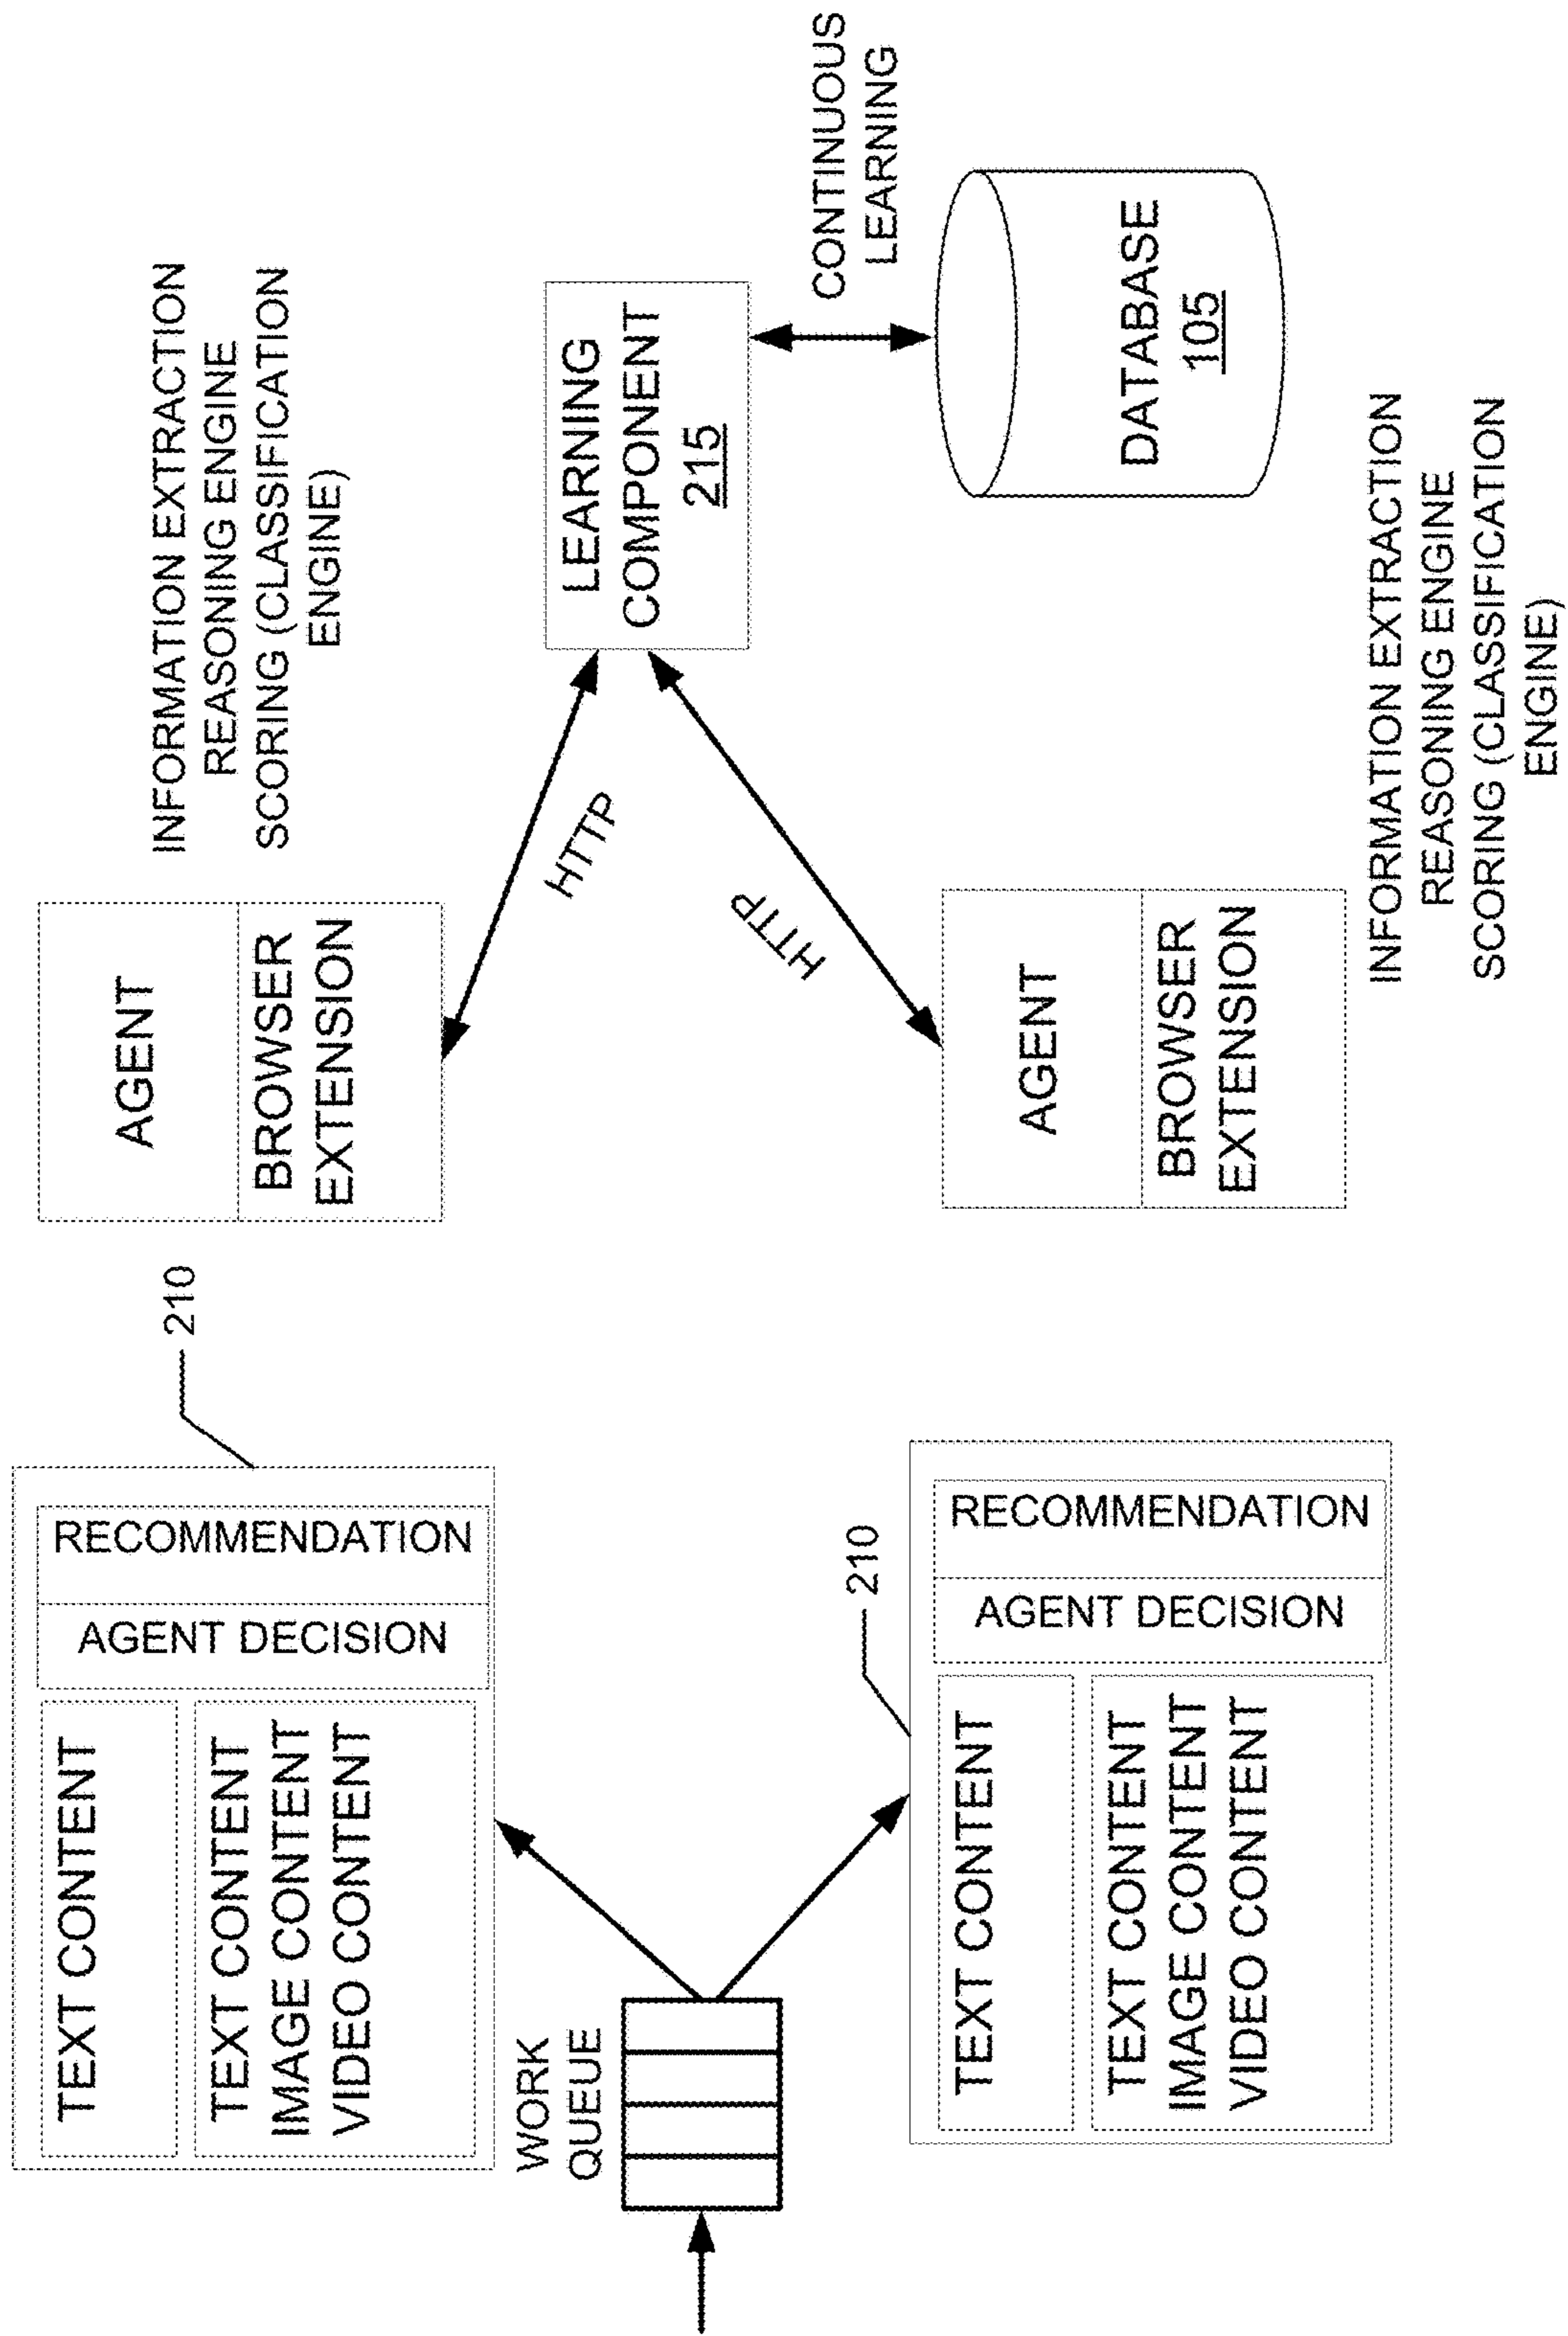 TEXT CONTENT
TEXT CONTENT
IMAGE CONTENT
VIDEO CONTENT
AGENT DECISION
RECOMMENDATION
210
AGENT
BROWSER
EXTENSION
INFORMATION EXTRACTION
REASONING ENGINE
SCORING (CLASSIFICATION
ENGINE)
WORK
QUEUE
HTTP
HTTP
LEARNING
COMPONENT
215
CONTINUOUS
LEARNING
TEXT CONTENT
TEXT CONTENT
IMAGE CONTENT
VIDEO CONTENT
AGENT DECISION
RECOMMENDATION
210
AGENT
BROWSER
EXTENSION
DATABASE
105
INFORMATION EXTRACTION
REASONING ENGINE
SCORING (CLASSIFICATION
ENGINE)